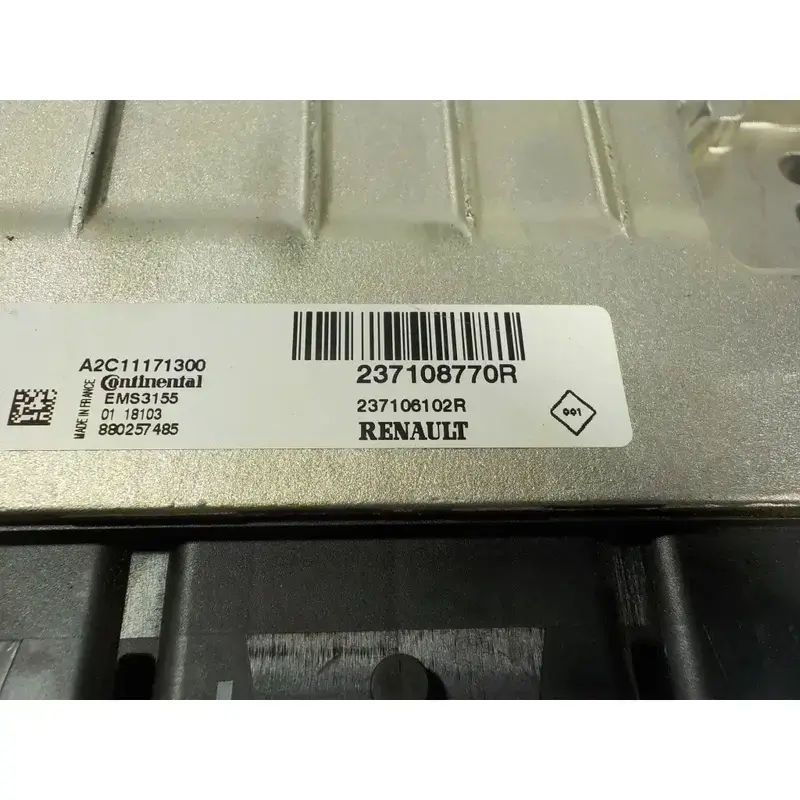 A2C11171300
Continental
EMS3155
01 18103
880257485
MADE IN FRANCE
237108770R
237106102R
RENAULT
001